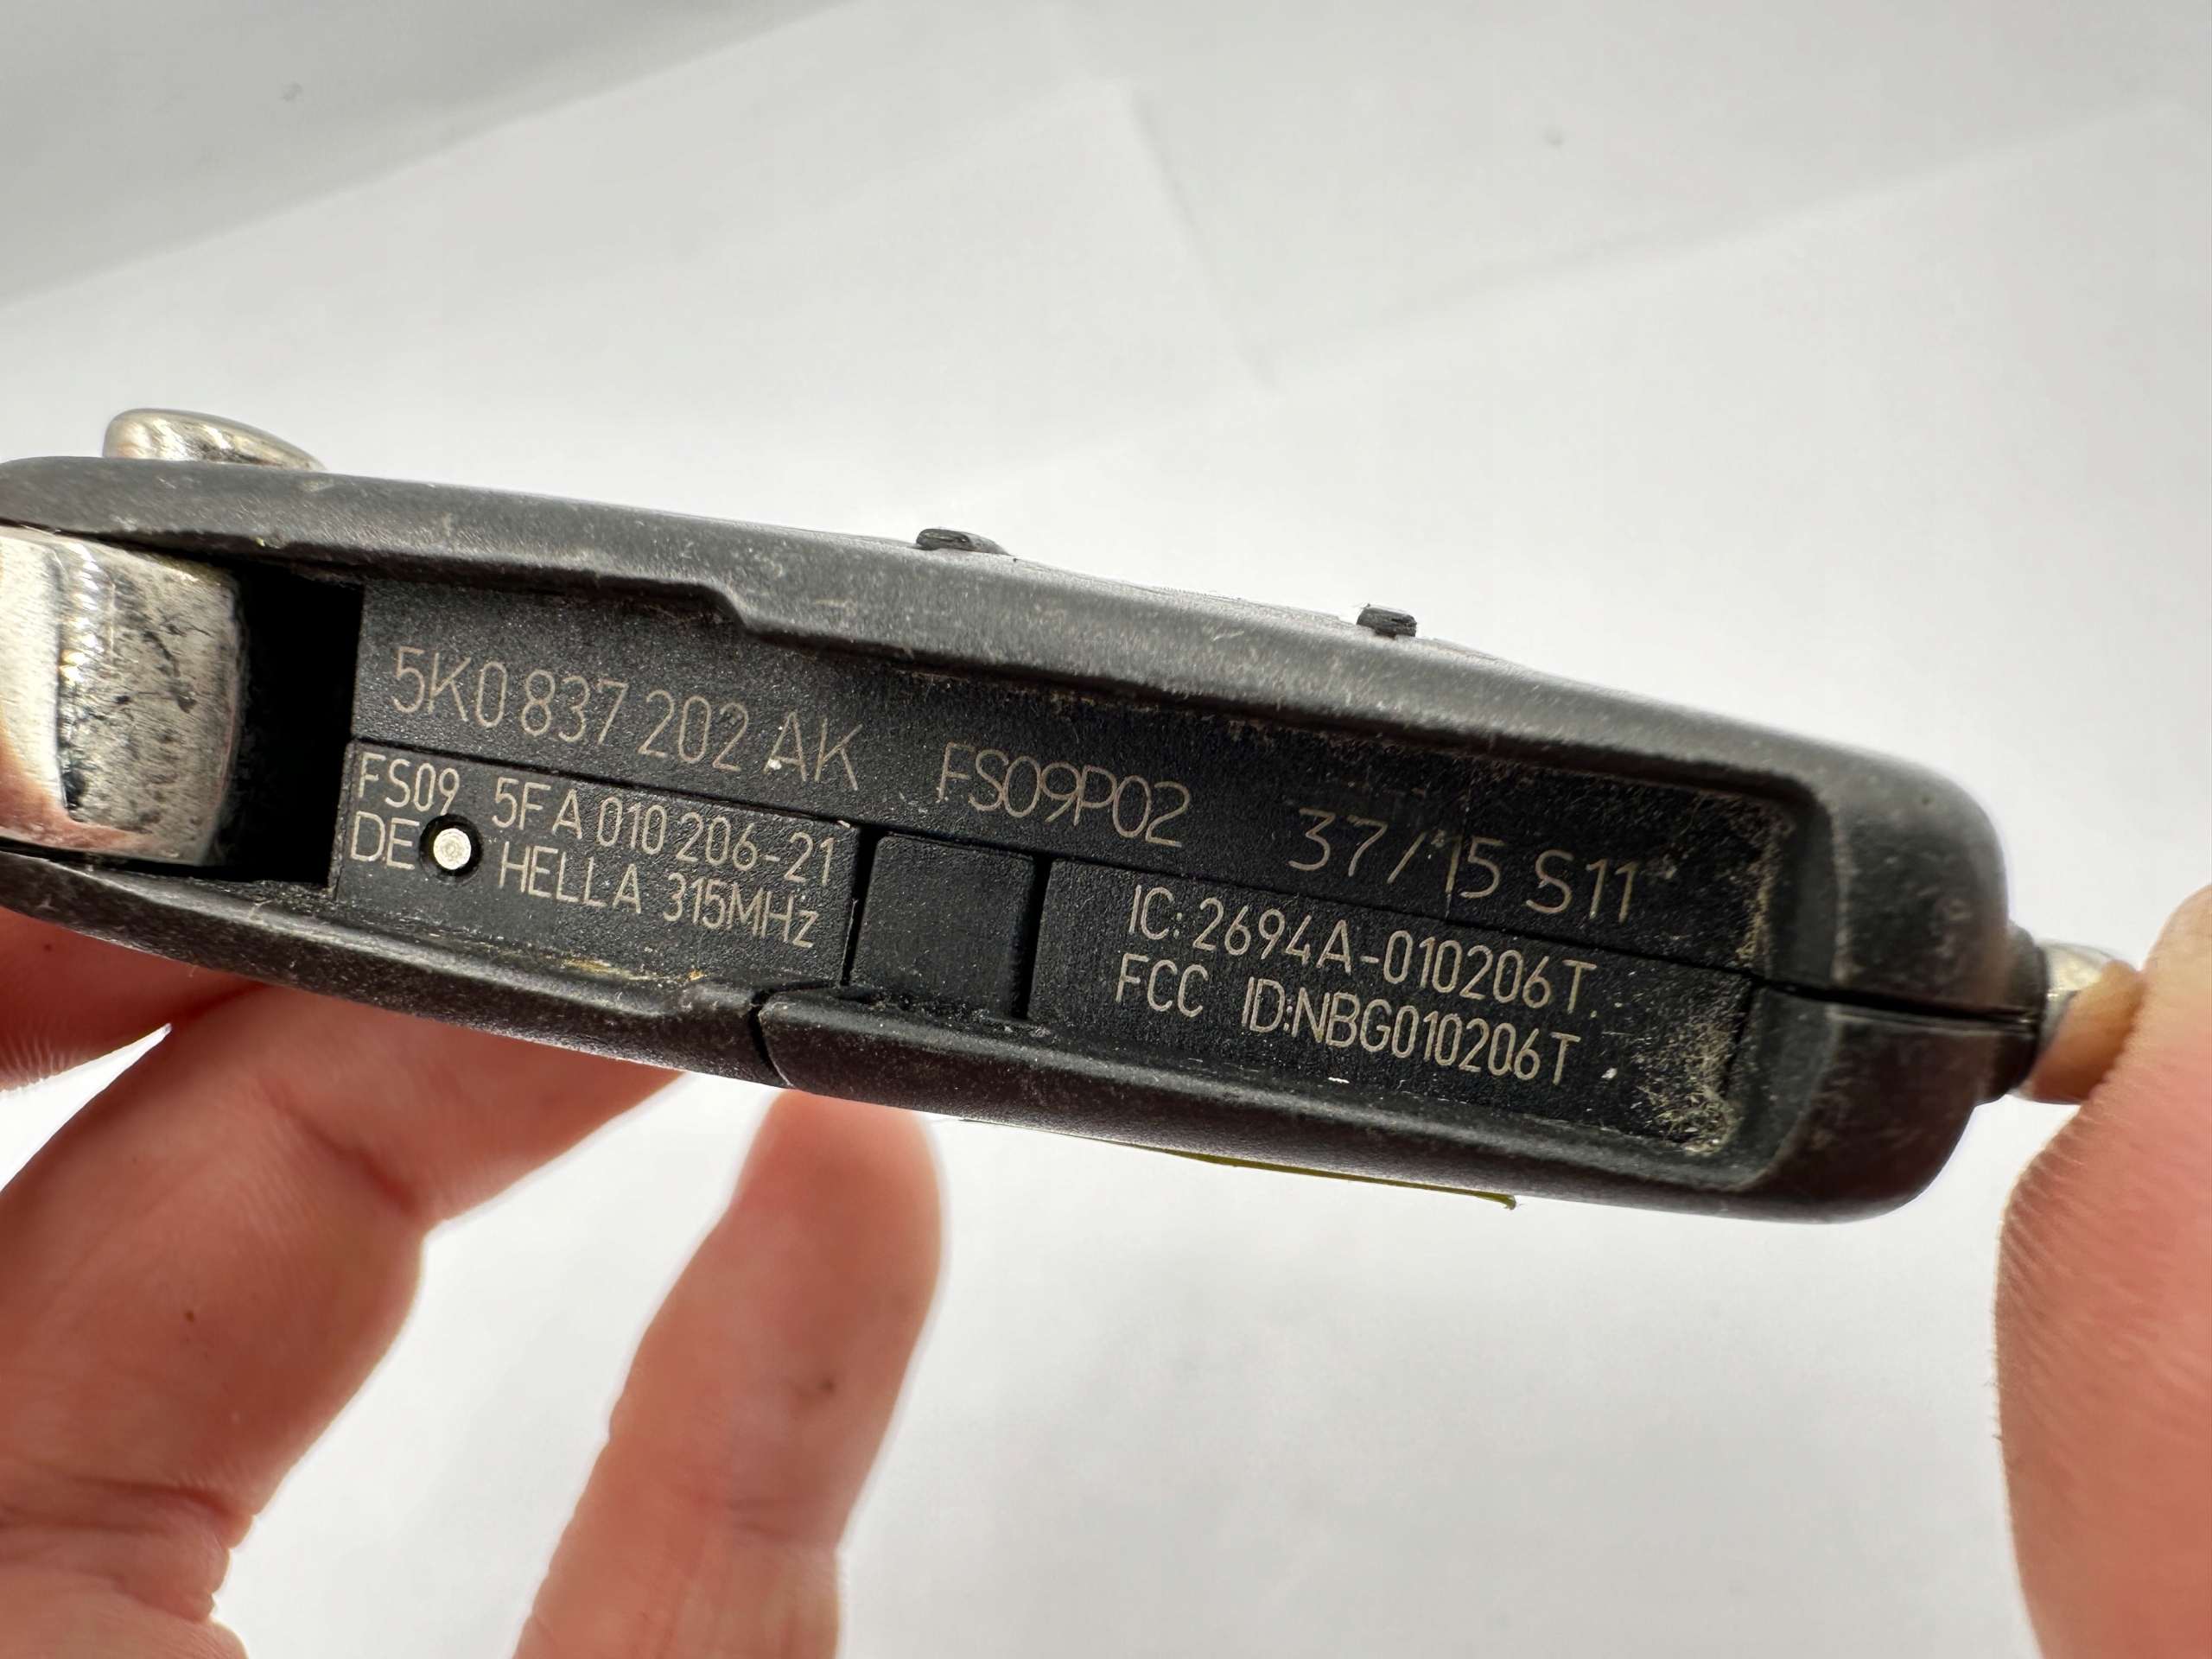 5K0 837 202 AK FS09P02 37/15 S11
FS09 5FA 010 206-21
DE HELLA 315MHz
IC: 2694A-010206T
FCC ID:NBG010206T